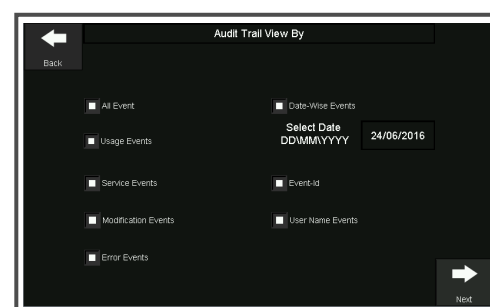 Audit Trail View By
Back
All Event
Date-Wise Events
Usage Events
Select Date
DD\MM\YYYY
24/06/2016
Service Events
Event-Id
Modification Events
User Name Events
Error Events
Next